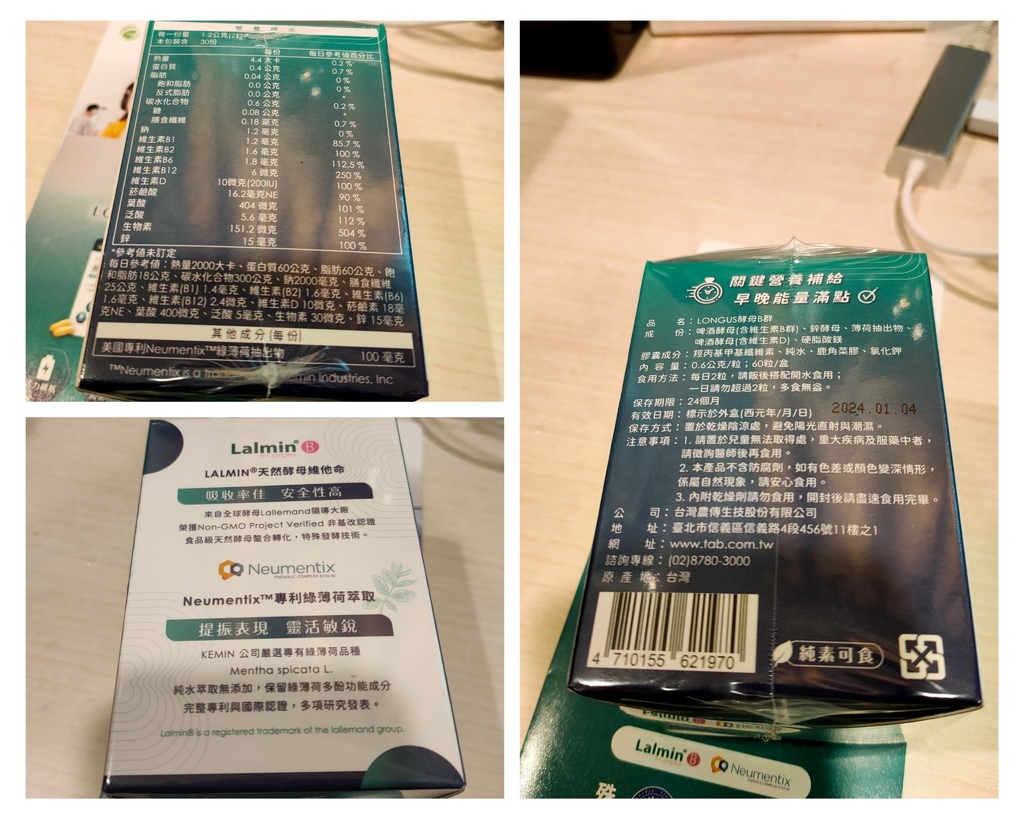 營養標示
每一份量 1.2公克(2粒)
本包裝含 30份
每份 每日參考值百分比
熱量 4.4 大卡 0.2 %
蛋白質 0.4 公克 0.7 %
脂肪 0.04 公克 0 %
飽和脂肪 0.0 公克 0 %
反式脂肪 0.0 公克 *
碳水化合物 0.6 公克 0.2 %
糖 0.08 公克 *
膳食纖維 0.18 毫克 0.7 %
鈉 1.2 毫克 0 %
維生素B1 1.2 毫克 85.7 %
維生素B2 1.6 毫克 100 %
維生素B6 1.8 毫克 112.5 %
維生素B12 6 微克 250 %
維生素D 10微克(200IU) 100 %
菸鹼酸 16.2毫克NE 90 %
葉酸 404 微克 101 %
泛酸 5.6 毫克 112 %
生物素 151.2 微克 504 %
鋅 15 毫克 100 %
*參考值未訂定
每日參考值：熱量2000大卡、蛋白質60公克、脂肪60公克、飽
和脂肪18公克、碳水化合物300公克、鈉2000毫克、膳食纖維
25公克、維生素(B1) 1.4毫克、維生素(B2) 1.6毫克、維生素(B6)
1.6毫克、維生素(B12) 2.4微克、維生素D 10微克、菸鹼素 18毫
克NE、葉酸 400微克、泛酸 5毫克、生物素 30微克、鋅 15毫克
其他成分 (每份)
美國專利Neumentix™綠薄荷抽出物 100 毫克
™Neumentix is a Industries, Inc
Lalmin® B
Complex
LALMIN®天然酵母維他命
吸收率佳 安全性高
來自全球酵母Lallemand領導大廠
榮獲Non-GMO Project Verified 非基改認證
食品級天然酵母螯合轉化，特殊發酵技術。
Neumentix™
PHENOLIC COMPLEX K110-42
Neumentix™專利綠薄荷萃取
提振表現 靈活敏銳
KEMIN 公司嚴選專有綠薄荷品種
Mentha spicata L.
純水萃取無添加，保留綠薄荷多酚功能成分
完整專利與國際認證，多項研究發表。
Lalmin® is a registered trademark of the lallemand group.
關鍵營養補給
早晚能量滿點
品 名：LONGUS酵母B群
成 份：啤酒酵母(含維生素B群)、鋅酵母、薄荷抽出物、
啤酒酵母(含維生素D)、硬脂酸鎂
膠囊成分：羥丙基甲基纖維素、純水、鹿角菜膠、氯化鉀
內 容 量：0.6公克/粒；60粒/盒
食用方法：每日2粒，請飯後搭配開水食用；
一日請勿超過2粒，多食無益。
保存期限：24個月
有效日期：標示於外盒(西元年/月/日) 2024.01.04
保存方式：置於乾燥陰涼處，避免陽光直射與潮濕。
注意事項：1. 請置於兒童無法取得處，重大疾病及服藥中者，
請徵詢醫師後再食用。
2. 本產品不含防腐劑，如有色差或顏色變深情形，
係屬自然現象，請安心食用。
3. 內附乾燥劑請勿食用，開封後請盡速食用完畢。
公 司：台灣農傳生技股份有限公司
地 址：臺北市信義區信義路4段456號11樓之1
網 址：www.tab.com.tw
諮詢專線：(02)8780-3000
原 產 地：台灣
4 710155 621970
純素可食
Lalmin® B
Neumentix™